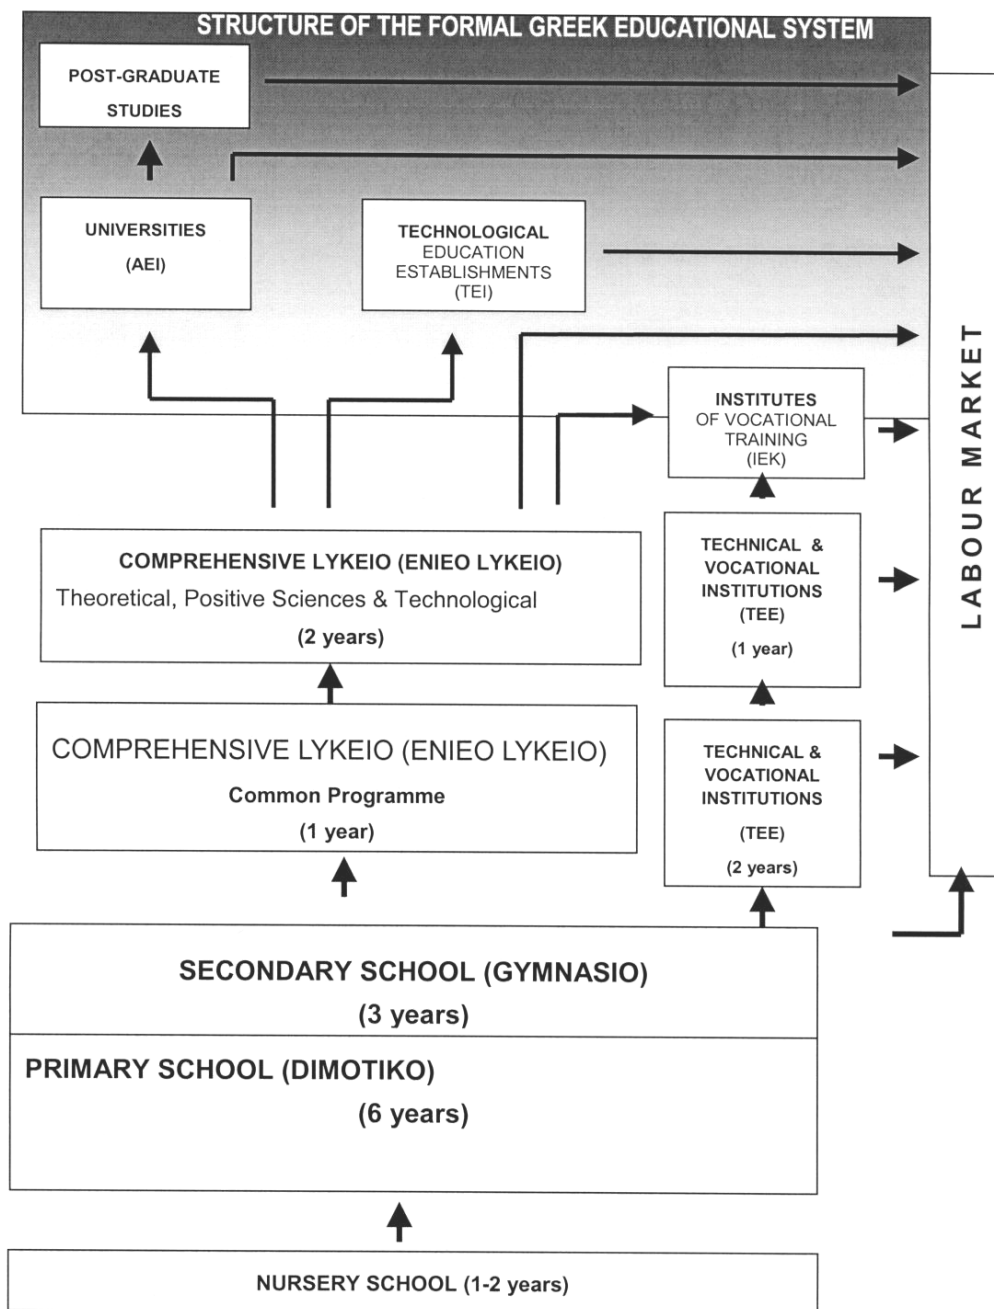 STRUCTURE OF THE FORMAL GREEK EDUCATIONAL SYSTEM
POST-GRADUATE
STUDIES
UNIVERSITIES
(AEI)
TECHNOLOGICAL
EDUCATION
ESTABLISHMENTS
(TEI)
INSTITUTES
OF VOCATIONAL
TRAINING
(IEK)
LABOUR MARKET
COMPREHENSIVE LYKEIO (ENIEO LYKEIO)
Theoretical, Positive Sciences & Technological
(2 years)
TECHNICAL &
VOCATIONAL
INSTITUTIONS
(TEE)
(1 year)
COMPREHENSIVE LYKEIO (ENIEO LYKEIO)
Common Programme
(1 year)
TECHNICAL &
VOCATIONAL
INSTITUTIONS
(TEE)
(2 years)
SECONDARY SCHOOL (GYMNASIO)
(3 years)
PRIMARY SCHOOL (DIMOTIKO)
(6 years)
NURSERY SCHOOL (1-2 years)